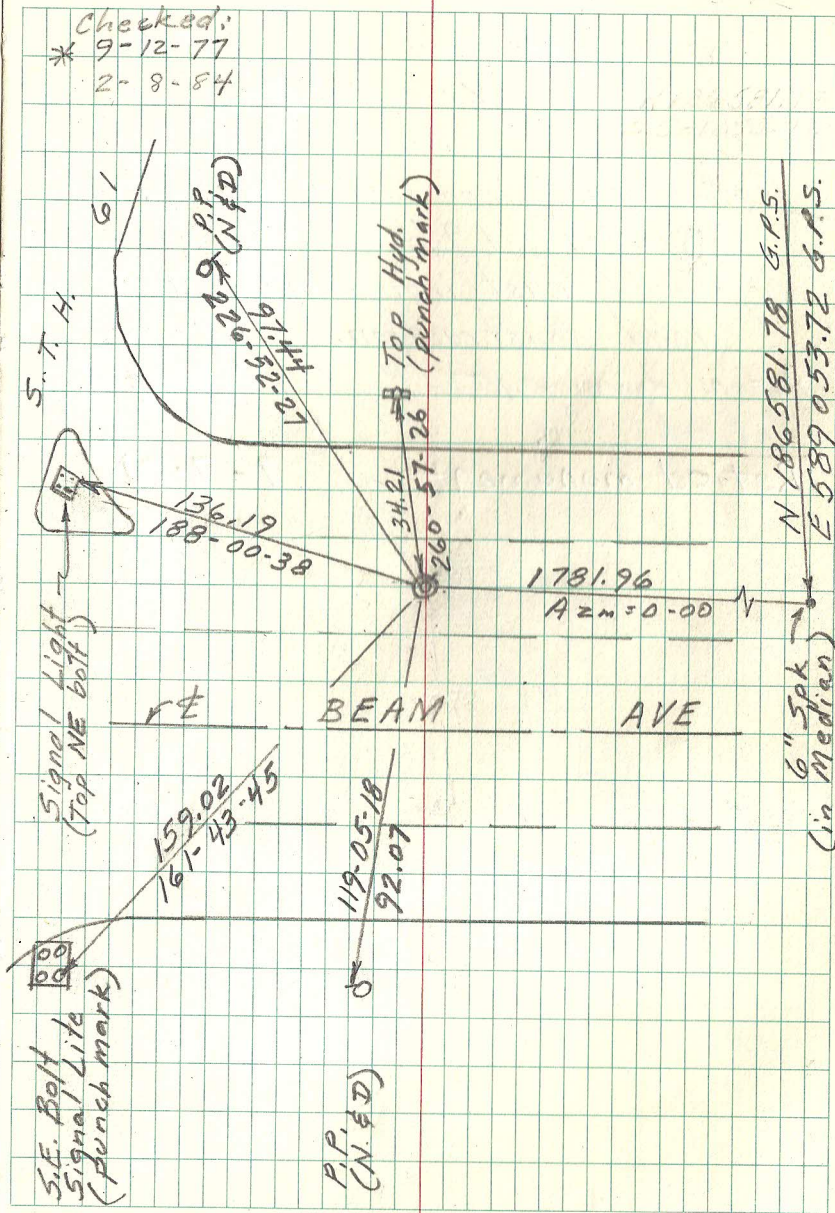 Checked:
* 9-12-77
2-8-84
S. T. H. 61
P.P.
(N & D)
97.44
226-52-27
Top Hyd.
(punch mark)
34.21
260-57-26
Signal Light
(Top NE bolt)
136.19
188-00-38
N 186581.78 G.P.S.
E 589053.72 G.P.S.
1781.96
Azm=0-00
6" Spk
(in Median)
BEAM AVE
159.02
161-43-45
119-05-18
92.07
S.E. Bolt
Signal Lite
(punch mark)
P.P.
(N. & D)